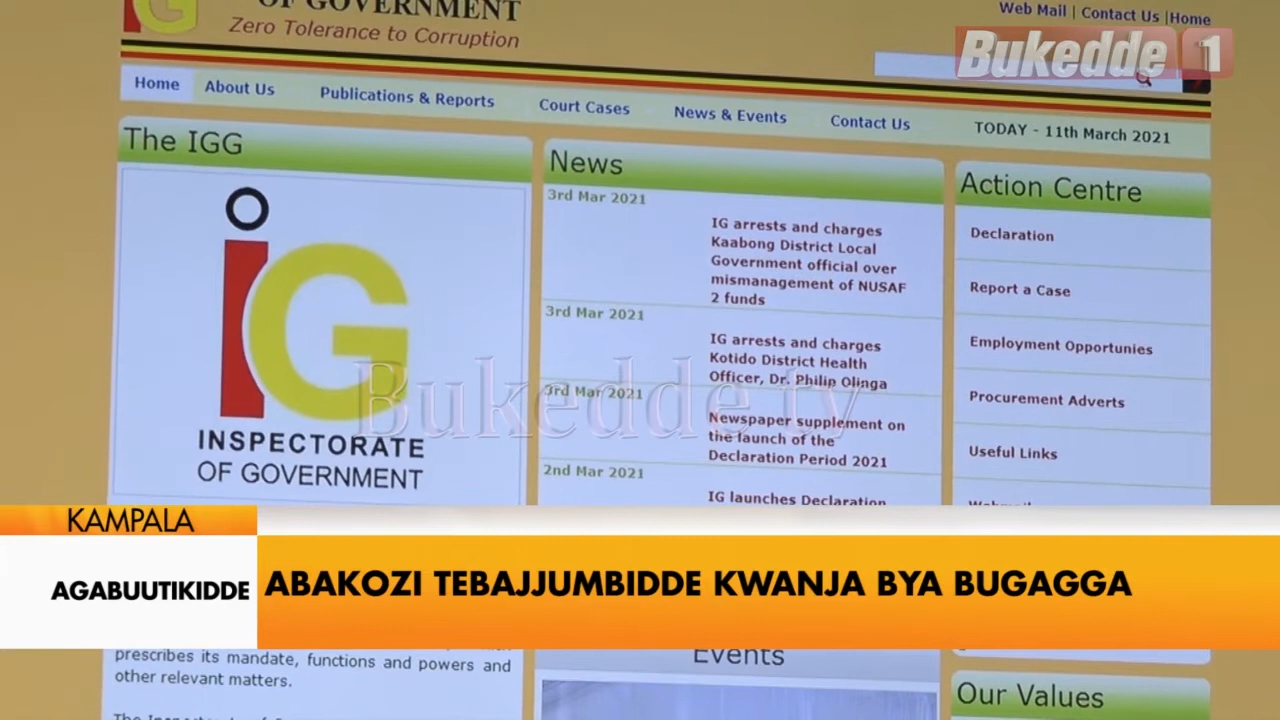 OF GOVERNMENT
Zero Tolerance to Corruption
Web Mail | Contact Us |Home
Bukedde 1
Home About Us Publications & Reports Court Cases News & Events Contact Us TODAY - 11th March 2021
The IGG
iG
INSPECTORATE
OF GOVERNMENT
News
3rd Mar 2021
IG arrests and charges
Kaabong District Local
Government official over
mismanagement of NUSAF
2 funds
3rd Mar 2021
IG arrests and charges
Kotido District Health
Officer, Dr. Philip Olinga
3rd Mar 2021
Newspaper supplement on
the launch of the
Declaration Period 2021
2nd Mar 2021
IG launches Declaration
Action Centre
Declaration
Report a Case
Employment Opportunies
Procurement Adverts
Useful Links
Webmail
Bukedde tv
KAMPALA
AGABUUTIKIDDE
ABAKOZI TEBAJJUMBIDDE KWANJA BYA BUGAGGA
prescribes its mandate, functions and powers and
other relevant matters.
Events
Our Values